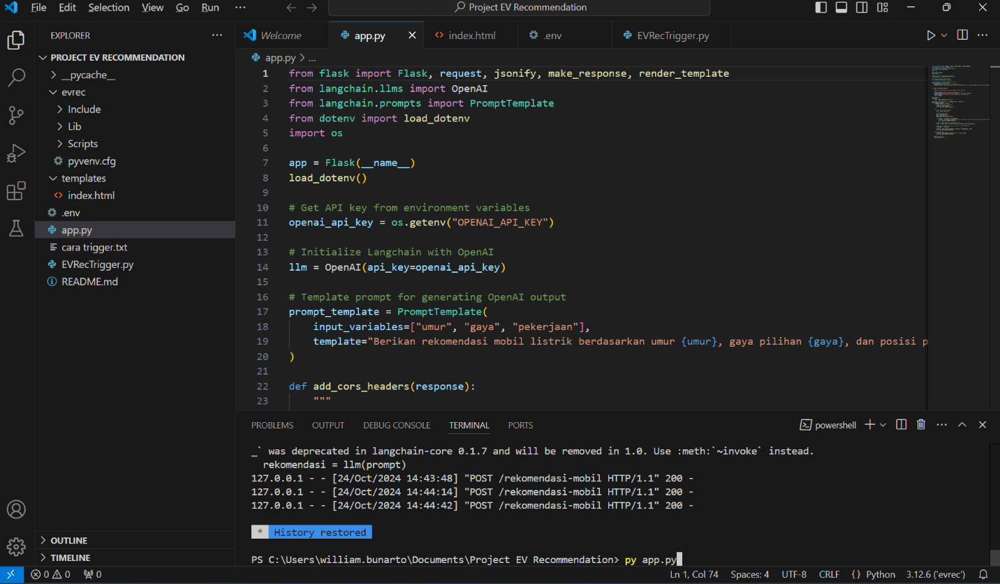 File Edit Selection View Go Run ··· Project EV Recommendation
EXPLORER ···
PROJECT EV RECOMMENDATION
__pycache__
evrec
Include
Lib
Scripts
pyvenv.cfg
templates
index.html
.env
app.py
cara trigger.txt
EVRecTrigger.py
README.md
OUTLINE
TIMELINE
Welcome app.py index.html .env EVRecTrigger.py
app.py > ...
1 from flask import Flask, request, jsonify, make_response, render_template
2 from langchain.llms import OpenAI
3 from langchain.prompts import PromptTemplate
4 from dotenv import load_dotenv
5 import os
6
7 app = Flask(__name__)
8 load_dotenv()
9
10 # Get API key from environment variables
11 openai_api_key = os.getenv("OPENAI_API_KEY")
12
13 # Initialize Langchain with OpenAI
14 llm = OpenAI(api_key=openai_api_key)
15
16 # Template prompt for generating OpenAI output
17 prompt_template = PromptTemplate(
18 input_variables=["umur", "gaya", "pekerjaan"],
19 template="Berikan rekomendasi mobil listrik berdasarkan umur {umur}, gaya pilihan {gaya}, dan posisi p
20 )
21
22 def add_cors_headers(response):
23 """
PROBLEMS OUTPUT DEBUG CONSOLE TERMINAL PORTS powershell
_` was deprecated in langchain-core 0.1.7 and will be removed in 1.0. Use :meth:`~invoke` instead.
rekomendasi = llm(prompt)
127.0.0.1 - - [24/Oct/2024 14:43:48] "POST /rekomendasi-mobil HTTP/1.1" 200 -
127.0.0.1 - - [24/Oct/2024 14:44:14] "POST /rekomendasi-mobil HTTP/1.1" 200 -
127.0.0.1 - - [24/Oct/2024 14:44:42] "POST /rekomendasi-mobil HTTP/1.1" 200 -
* History restored
PS C:\Users\william.bunarto\Documents\Project EV Recommendation> py app.py
0 0 0 Ln 1, Col 74 Spaces: 4 UTF-8 CRLF {} Python 3.12.6 ('evrec')